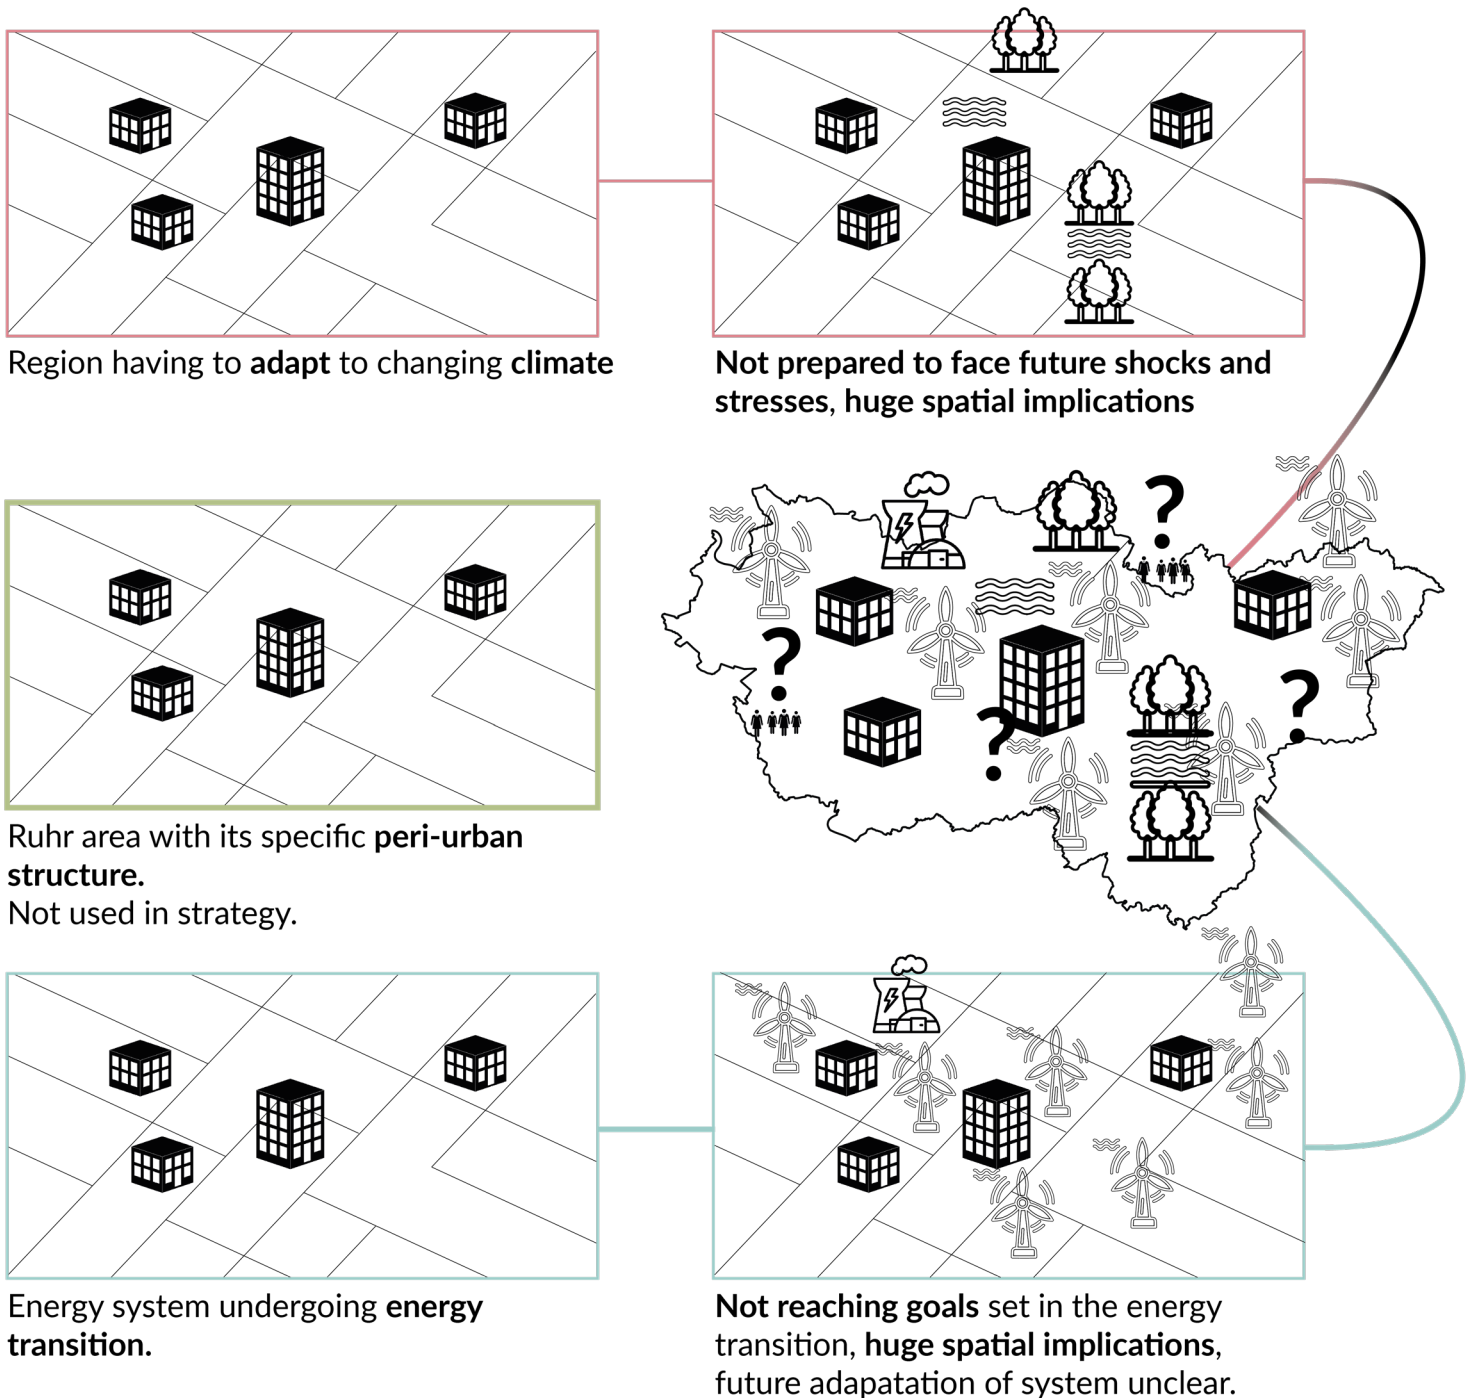 Region having to adapt to changing climate
Not prepared to face future shocks and
stresses, huge spatial implications
?
?
?
?
Ruhr area with its specific peri-urban
structure.
Not used in strategy.
Energy system undergoing energy
transition.
Not reaching goals set in the energy
transition, huge spatial implications,
future adapatation of system unclear.